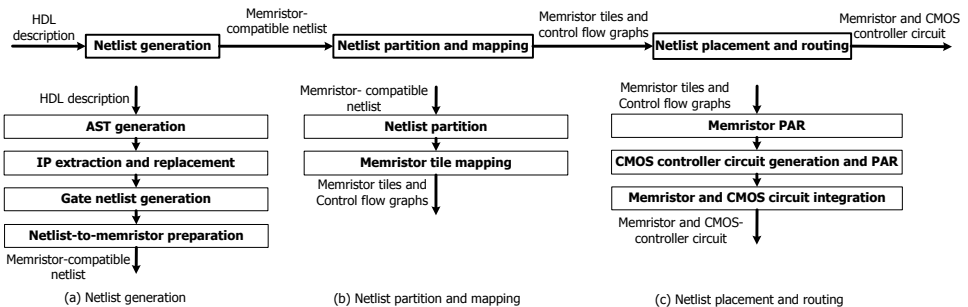 HDL
description
Netlist generation
Memristor-
compatible netlist
Netlist partition and mapping
Memristor tiles and
control flow graphs
Netlist placement and routing
Memristor and CMOS
controller circuit
HDL description
AST generation
IP extraction and replacement
Gate netlist generation
Netlist-to-memristor preparation
Memristor-compatible
netlist
(a) Netlist generation
Memristor- compatible
netlist
Netlist partition
Memristor tile mapping
Memristor tiles and
Control flow graphs
(b) Netlist partition and mapping
Memristor tiles and
Control flow graphs
Memristor PAR
CMOS controller circuit generation and PAR
Memristor and CMOS circuit integration
Memristor and CMOS-
controller circuit
(c) Netlist placement and routing